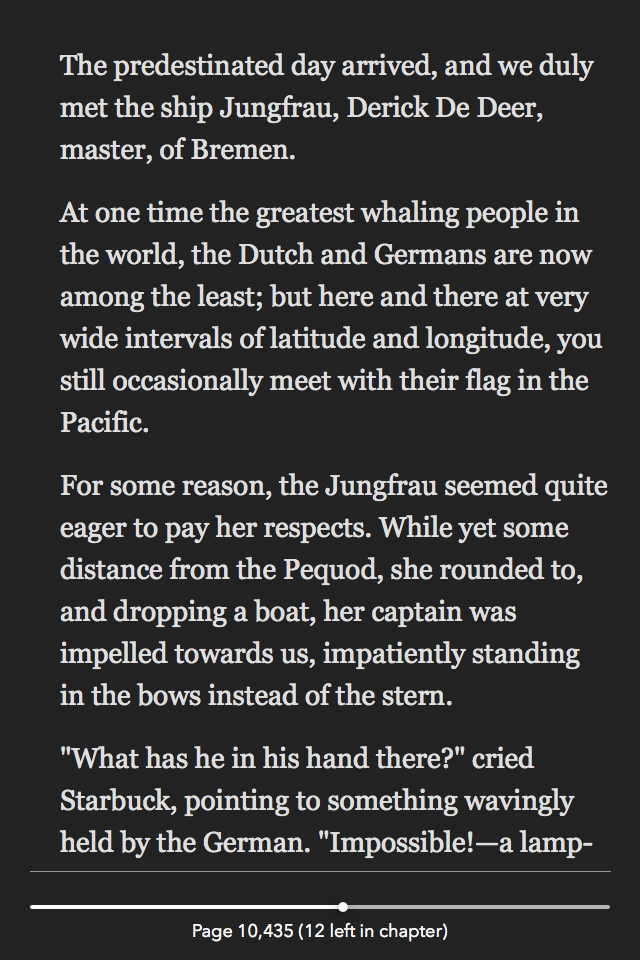 The predestinated day arrived, and we duly
met the ship Jungfrau, Derick De Deer,
master, of Bremen.
At one time the greatest whaling people in
the world, the Dutch and Germans are now
among the least; but here and there at very
wide intervals of latitude and longitude, you
still occasionally meet with their flag in the
Pacific.
For some reason, the Jungfrau seemed quite
eager to pay her respects. While yet some
distance from the Pequod, she rounded to,
and dropping a boat, her captain was
impelled towards us, impatiently standing
in the bows instead of the stern.
"What has he in his hand there?" cried
Starbuck, pointing to something wavingly
held by the German. "Impossible!—a lamp-
Page 10,435 (12 left in chapter)